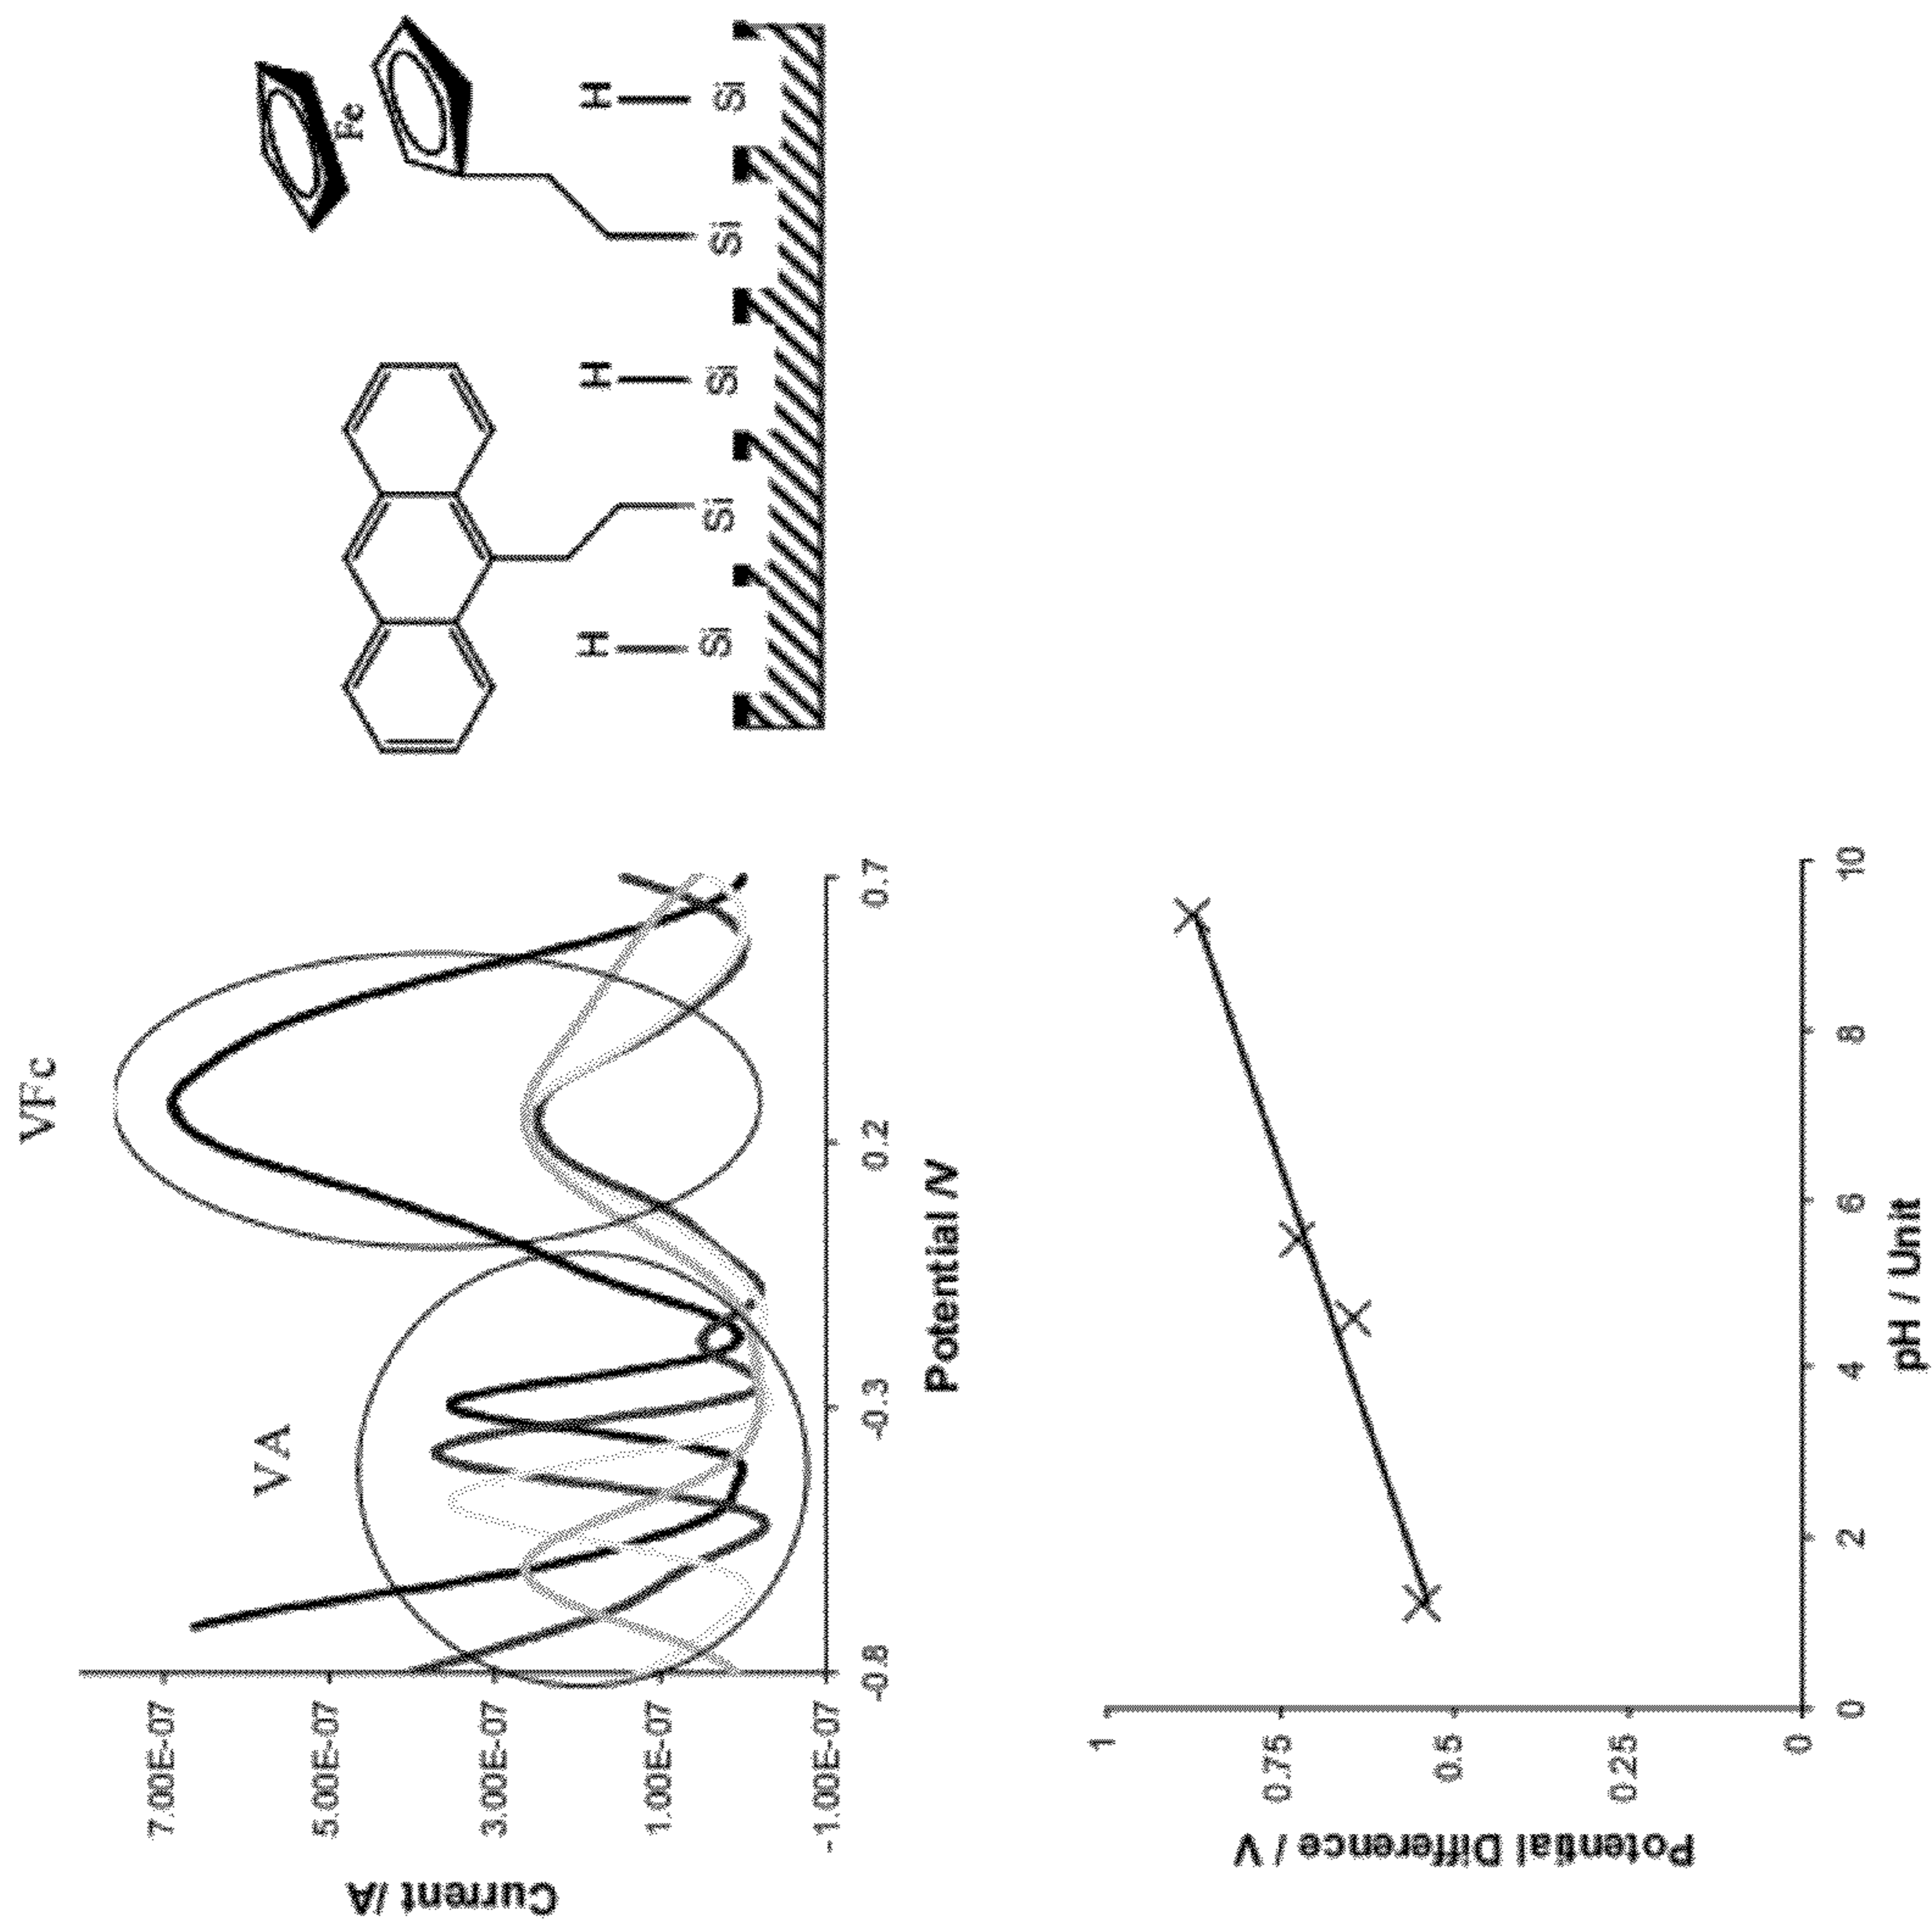 VFc
VA
7.00E-07
5.00E-07
3.00E-07
1.00E-07
-1.00E-07
-0.8
-0.3
0.2
0.7
Current /A
Potential /V
Fe
H
H
H
Si
Si
Si
Si
Si
1
0.75
0.5
0.25
0
0
2
4
6
8
10
Potential Difference / V
pH / Unit